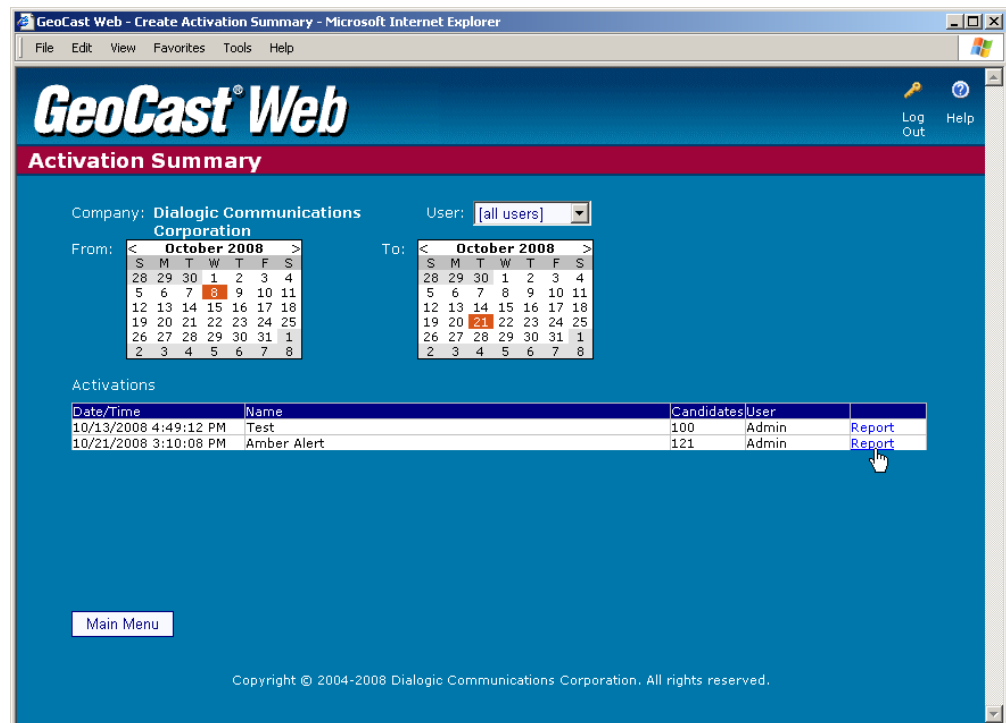 GeoCast Web - Create Activation Summary - Microsoft Internet Explorer
File Edit View Favorites Tools Help
GeoCast® Web
Log Out
Help
Activation Summary
Company: Dialogic Communications Corporation
User: [all users]
From:
< October 2008 >
S M T W T F S
28 29 30 1 2 3 4
5 6 7 8 9 10 11
12 13 14 15 16 17 18
19 20 21 22 23 24 25
26 27 28 29 30 31 1
2 3 4 5 6 7 8
To:
< October 2008 >
S M T W T F S
28 29 30 1 2 3 4
5 6 7 8 9 10 11
12 13 14 15 16 17 18
19 20 21 22 23 24 25
26 27 28 29 30 31 1
2 3 4 5 6 7 8
Activations
Date/Time Name Candidates User
10/13/2008 4:49:12 PM Test 100 Admin Report
10/21/2008 3:10:08 PM Amber Alert 121 Admin Report
Main Menu
Copyright © 2004-2008 Dialogic Communications Corporation. All rights reserved.